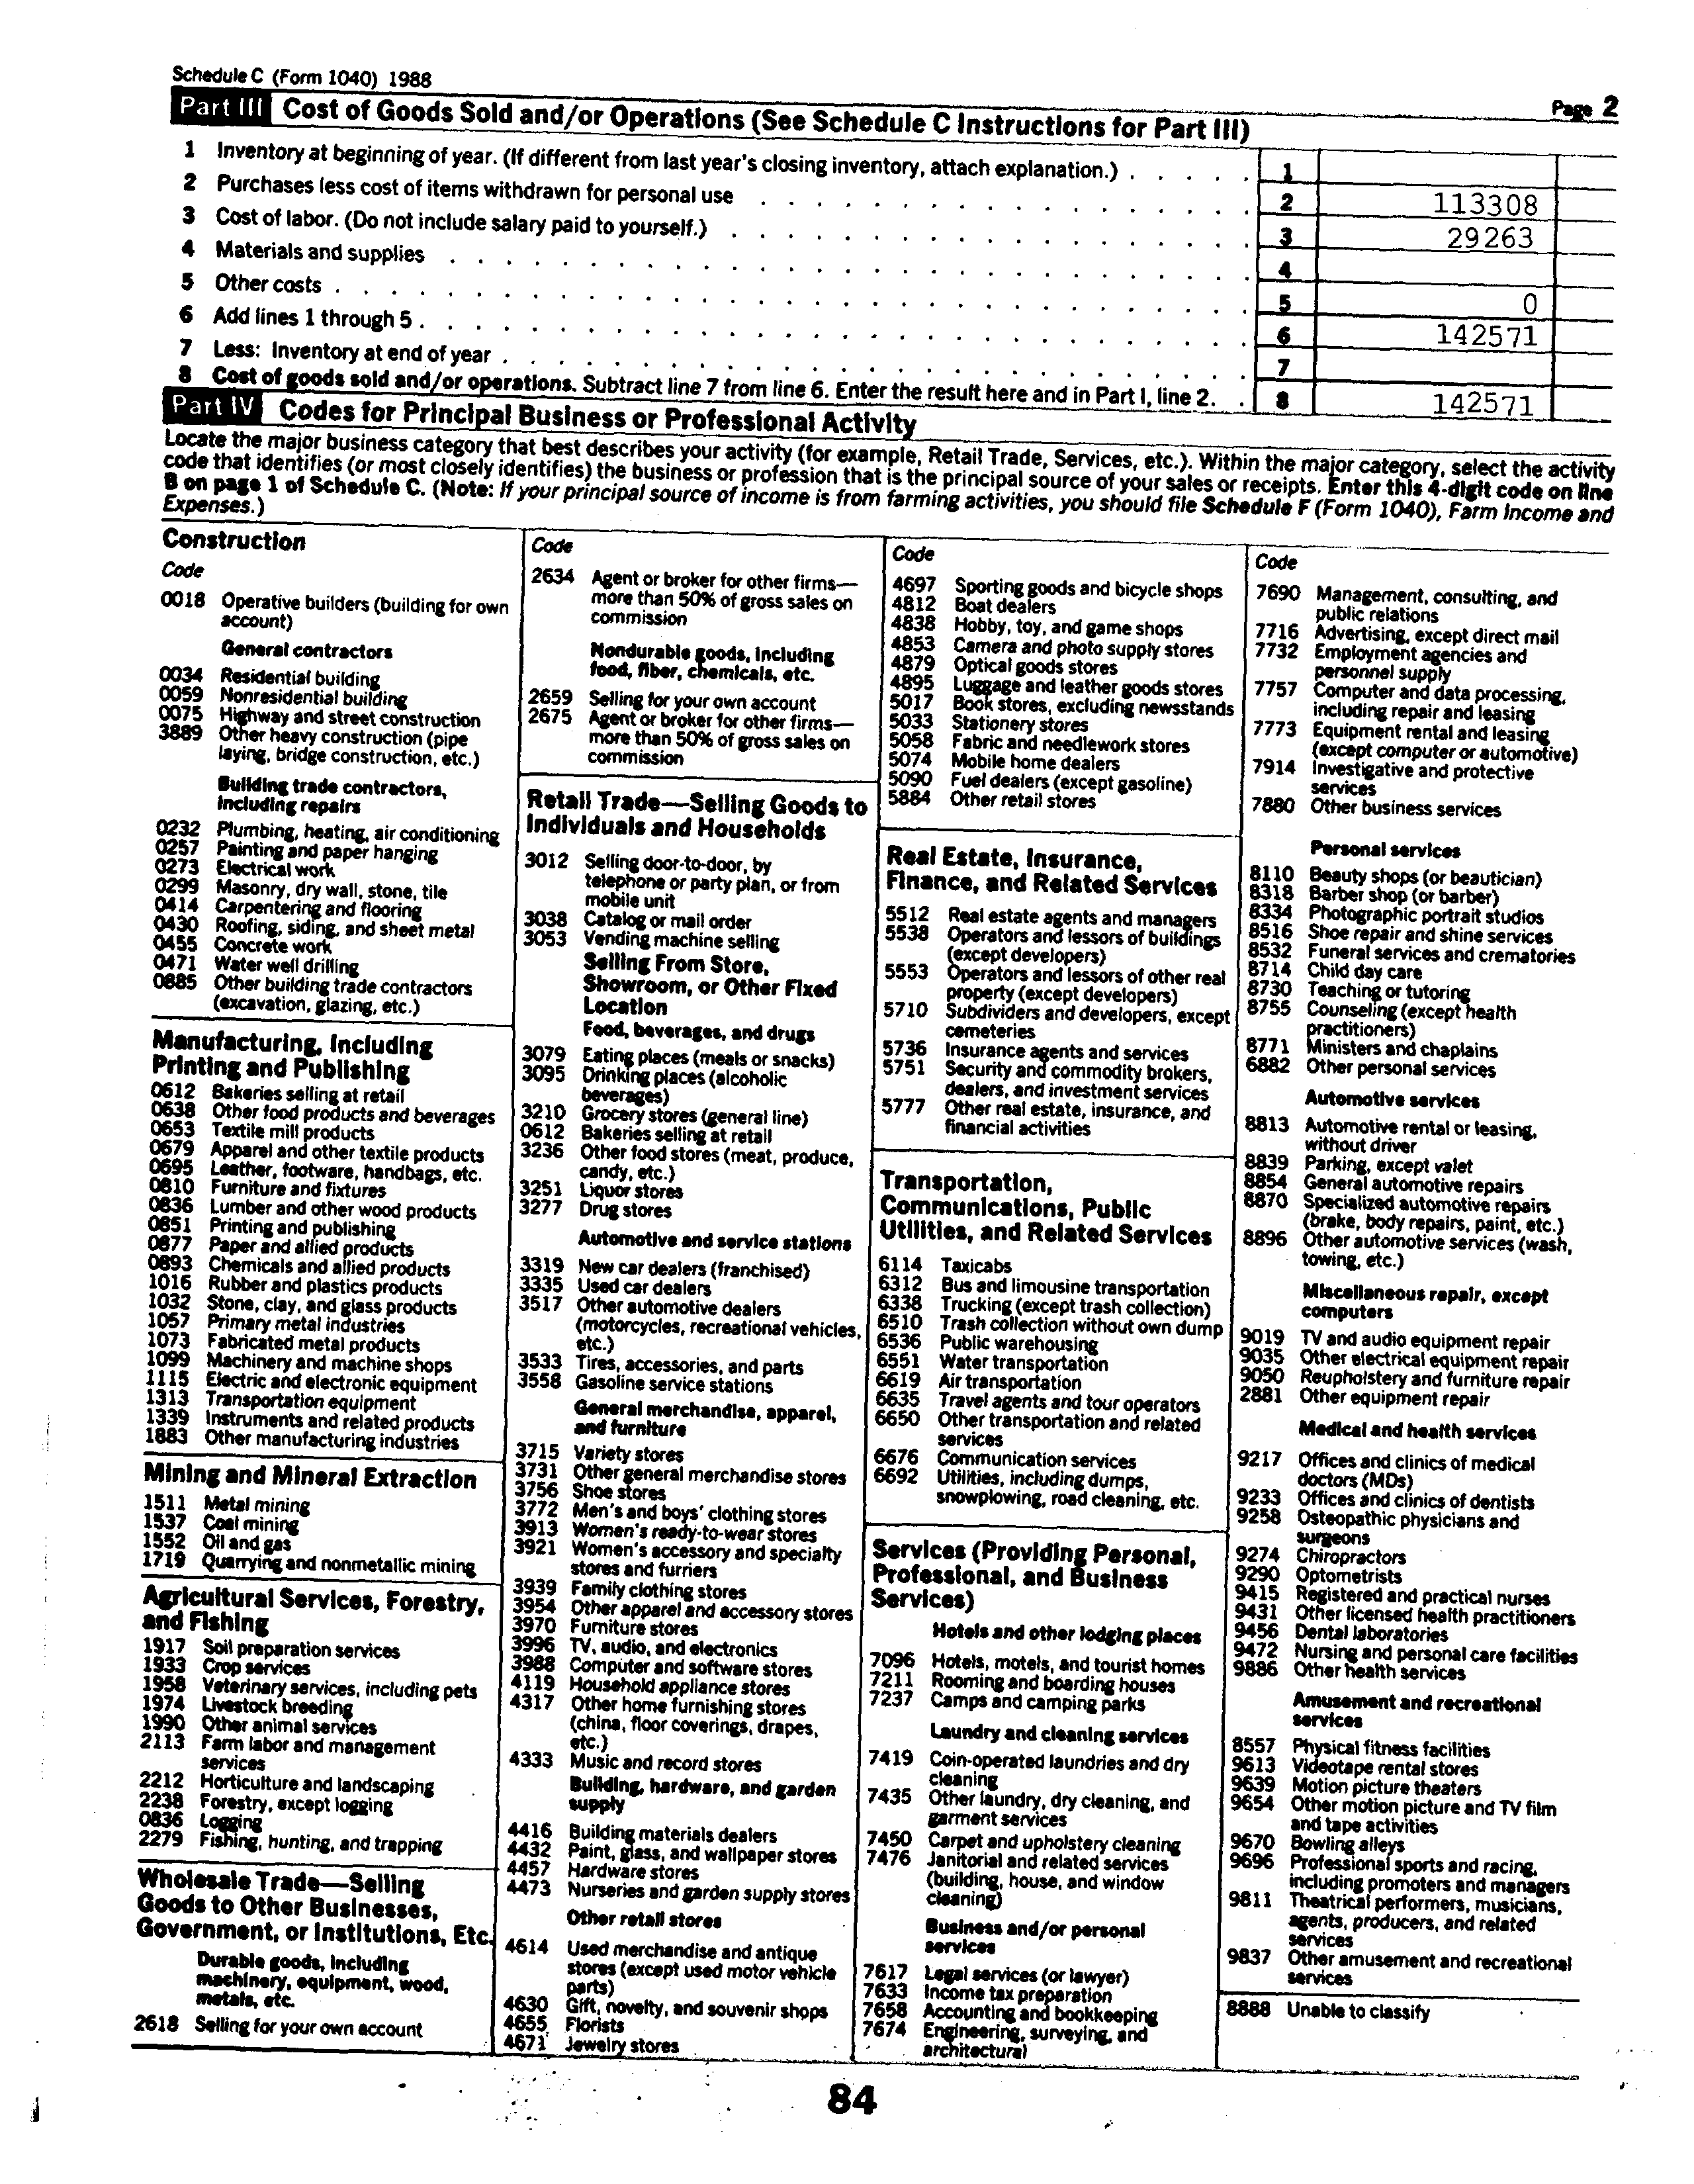 Schedule C (Form 1040) 1988
Page 2
Part III Cost of Goods Sold and/or Operations (See Schedule C Instructions for Part III)
1 Inventory at beginning of year. (If different from last year's closing inventory, attach explanation.) . . . . . 1
2 Purchases less cost of items withdrawn for personal use . . . . . . . . . . . . . . . . . 2 113308
3 Cost of labor. (Do not include salary paid to yourself.) . . . . . . . . . . . . . . . . . . 3 29263
4 Materials and supplies . . . . . . . . . . . . . . . . . . . . . . . . . . . . 4
5 Other costs . . . . . . . . . . . . . . . . . . . . . . . . . . . . . . . . 5 0
6 Add lines 1 through 5 . . . . . . . . . . . . . . . . . . . . . . . . . . . . . 6 142571
7 Less: Inventory at end of year . . . . . . . . . . . . . . . . . . . . . . . . . . 7
8 Cost of goods sold and/or operations. Subtract line 7 from line 6. Enter the result here and in Part I, line 2. . 8 142571
Part IV Codes for Principal Business or Professional Activity
Locate the major business category that best describes your activity (for example, Retail Trade, Services, etc.). Within the major category, select the activity
code that identifies (or most closely identifies) the business or profession that is the principal source of your sales or receipts. Enter this 4-digit code on line
B on page 1 of Schedule C. (Note: If your principal source of income is from farming activities, you should file Schedule F (Form 1040), Farm Income and
Expenses.)
Construction
Code
0018 Operative builders (building for own
account)
General contractors
0034 Residential building
0059 Nonresidential building
0075 Highway and street construction
3889 Other heavy construction (pipe
laying, bridge construction, etc.)
Building trade contractors,
including repairs
0232 Plumbing, heating, air conditioning
0257 Painting and paper hanging
0273 Electrical work
0299 Masonry, dry wall, stone, tile
0414 Carpentering and flooring
0430 Roofing, siding, and sheet metal
0455 Concrete work
0471 Water well drilling
0885 Other building trade contractors
(excavation, glazing, etc.)
Manufacturing, Including
Printing and Publishing
0612 Bakeries selling at retail
0638 Other food products and beverages
0653 Textile mill products
0679 Apparel and other textile products
0695 Leather, footware, handbags, etc.
0810 Furniture and fixtures
0836 Lumber and other wood products
0851 Printing and publishing
0877 Paper and allied products
0893 Chemicals and allied products
1016 Rubber and plastics products
1032 Stone, clay, and glass products
1057 Primary metal industries
1073 Fabricated metal products
1099 Machinery and machine shops
1115 Electric and electronic equipment
1313 Transportation equipment
1339 Instruments and related products
1883 Other manufacturing industries
Mining and Mineral Extraction
1511 Metal mining
1537 Coal mining
1552 Oil and gas
1719 Quarrying and nonmetallic mining
Agricultural Services, Forestry,
and Fishing
1917 Soil preparation services
1933 Crop services
1958 Veterinary services, including pets
1974 Livestock breeding
1990 Other animal services
2113 Farm labor and management
services
2212 Horticulture and landscaping
2238 Forestry, except logging
0836 Logging
2279 Fishing, hunting, and trapping
Wholesale Trade—Selling
Goods to Other Businesses,
Government, or Institutions, Etc.
Durable goods, including
machinery, equipment, wood,
metals, etc.
2618 Selling for your own account
Code
2634 Agent or broker for other firms—
more than 50% of gross sales on
commission
Nondurable goods, including
food, fiber, chemicals, etc.
2659 Selling for your own account
2675 Agent or broker for other firms—
more than 50% of gross sales on
commission
Retail Trade—Selling Goods to
Individuals and Households
3012 Selling door-to-door, by
telephone or party plan, or from
mobile unit
3038 Catalog or mail order
3053 Vending machine selling
Selling From Store,
Showroom, or Other Fixed
Location
Food, beverages, and drugs
3079 Eating places (meals or snacks)
3095 Drinking places (alcoholic
beverages)
3210 Grocery stores (general line)
0612 Bakeries selling at retail
3236 Other food stores (meat, produce,
candy, etc.)
3251 Liquor stores
3277 Drug stores
Automotive and service stations
3319 New car dealers (franchised)
3335 Used car dealers
3517 Other automotive dealers
(motorcycles, recreational vehicles,
etc.)
3533 Tires, accessories, and parts
3558 Gasoline service stations
General merchandise, apparel,
and furniture
3715 Variety stores
3731 Other general merchandise stores
3756 Shoe stores
3772 Men's and boys' clothing stores
3913 Women's ready-to-wear stores
3921 Women's accessory and specialty
stores and furriers
3939 Family clothing stores
3954 Other apparel and accessory stores
3970 Furniture stores
3996 TV, audio, and electronics
3988 Computer and software stores
4119 Household appliance stores
4317 Other home furnishing stores
(china, floor coverings, drapes,
etc.)
4333 Music and record stores
Building, hardware, and garden
supply
4416 Building materials dealers
4432 Paint, glass, and wallpaper stores
4457 Hardware stores
4473 Nurseries and garden supply stores
Other retail stores
4614 Used merchandise and antique
stores (except used motor vehicle
parts)
4630 Gift, novelty, and souvenir shops
4655 Florists
4671 Jewelry stores
Code
4697 Sporting goods and bicycle shops
4812 Boat dealers
4838 Hobby, toy, and game shops
4853 Camera and photo supply stores
4879 Optical goods stores
4895 Luggage and leather goods stores
5017 Book stores, excluding newsstands
5033 Stationery stores
5058 Fabric and needlework stores
5074 Mobile home dealers
5090 Fuel dealers (except gasoline)
5884 Other retail stores
Real Estate, Insurance,
Finance, and Related Services
5512 Real estate agents and managers
5538 Operators and lessors of buildings
(except developers)
5553 Operators and lessors of other real
property (except developers)
5710 Subdividers and developers, except
cemeteries
5736 Insurance agents and services
5751 Security and commodity brokers,
dealers, and investment services
5777 Other real estate, insurance, and
financial activities
Transportation,
Communications, Public
Utilities, and Related Services
6114 Taxicabs
6312 Bus and limousine transportation
6338 Trucking (except trash collection)
6510 Trash collection without own dump
6536 Public warehousing
6551 Water transportation
6619 Air transportation
6635 Travel agents and tour operators
6650 Other transportation and related
services
6676 Communication services
6692 Utilities, including dumps,
snowplowing, road cleaning, etc.
Services (Providing Personal,
Professional, and Business
Services)
Hotels and other lodging places
7096 Hotels, motels, and tourist homes
7211 Rooming and boarding houses
7237 Camps and camping parks
Laundry and cleaning services
7419 Coin-operated laundries and dry
cleaning
7435 Other laundry, dry cleaning, and
garment services
7450 Carpet and upholstery cleaning
7476 Janitorial and related services
(building, house, and window
cleaning)
Business and/or personal
services
7617 Legal services (or lawyer)
7633 Income tax preparation
7658 Accounting and bookkeeping
7674 Engineering, surveying, and
architectural
Code
7690 Management, consulting, and
public relations
7716 Advertising, except direct mail
7732 Employment agencies and
personnel supply
7757 Computer and data processing,
including repair and leasing
7773 Equipment rental and leasing
(except computer or automotive)
7914 Investigative and protective
services
7880 Other business services
Personal services
8110 Beauty shops (or beautician)
8318 Barber shop (or barber)
8334 Photographic portrait studios
8516 Shoe repair and shine services
8532 Funeral services and crematories
8714 Child day care
8730 Teaching or tutoring
8755 Counseling (except health
practitioners)
8771 Ministers and chaplains
6882 Other personal services
Automotive services
8813 Automotive rental or leasing,
without driver
8839 Parking, except valet
8854 General automotive repairs
8870 Specialized automotive repairs
(brake, body repairs, paint, etc.)
8896 Other automotive services (wash,
towing, etc.)
Miscellaneous repair, except
computers
9019 TV and audio equipment repair
9035 Other electrical equipment repair
9050 Reupholstery and furniture repair
2881 Other equipment repair
Medical and health services
9217 Offices and clinics of medical
doctors (MDs)
9233 Offices and clinics of dentists
9258 Osteopathic physicians and
surgeons
9274 Chiropractors
9290 Optometrists
9415 Registered and practical nurses
9431 Other licensed health practitioners
9456 Dental laboratories
9472 Nursing and personal care facilities
9886 Other health services
Amusement and recreational
services
8557 Physical fitness facilities
9613 Videotape rental stores
9639 Motion picture theaters
9654 Other motion picture and TV film
and tape activities
9670 Bowling alleys
9696 Professional sports and racing,
including promoters and managers
9811 Theatrical performers, musicians,
agents, producers, and related
services
9837 Other amusement and recreational
services
8888 Unable to classify
84